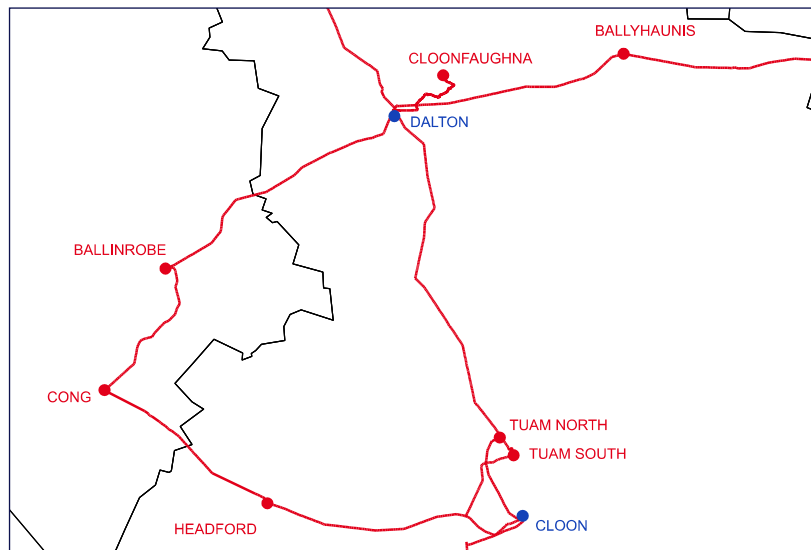 BALLYHAUNIS
CLOONFAUGHNA
DALTON
BALLINROBE
CONG
TUAM NORTH
TUAM SOUTH
HEADFORD
CLOON